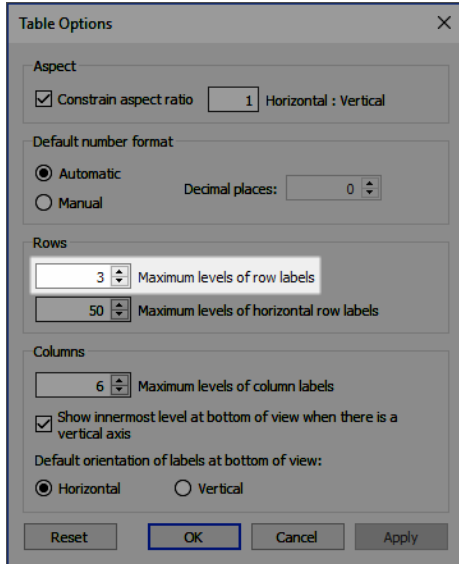 Table Options
Aspect
Constrain aspect ratio 1 Horizontal : Vertical
Default number format
Automatic
Decimal places: 0
Manual
Rows
3 Maximum levels of row labels
50 Maximum levels of horizontal row labels
Columns
6 Maximum levels of column labels
Show innermost level at bottom of view when there is a
vertical axis
Default orientation of labels at bottom of view:
Horizontal Vertical
Reset OK Cancel Apply